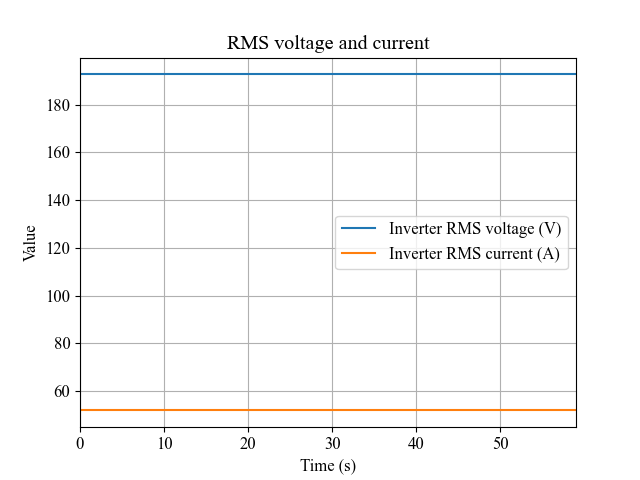 RMS voltage and current
180
160
140
120
100
80
60
Value
Inverter RMS voltage (V)
Inverter RMS current (A)
0 10 20 30 40 50
Time (s)